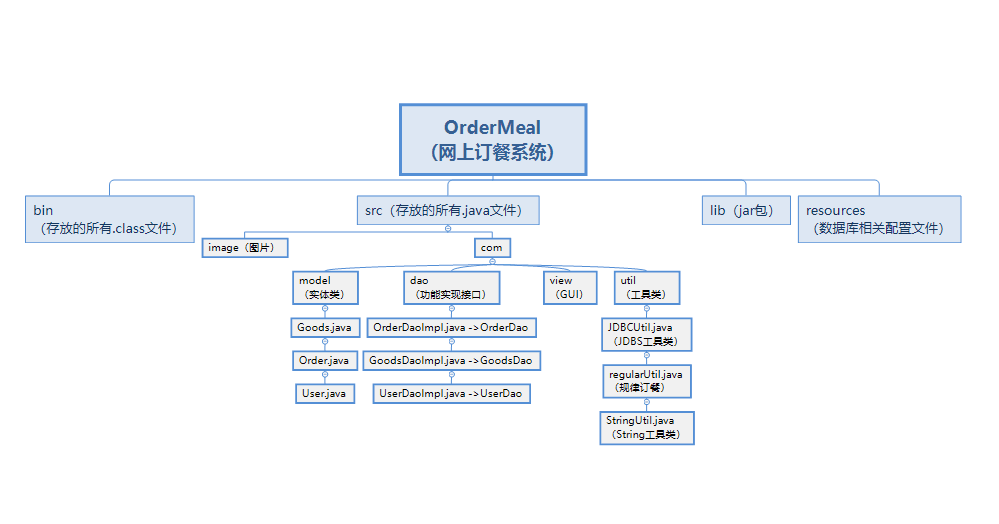 OrderMeal
（网上订餐系统）
bin
（存放的所有.class文件）
src（存放的所有.java文件）
lib（jar包）
resources
（数据库相关配置文件）
image（图片）
com
model
（实体类）
dao
（功能实现接口）
view
（GUI）
util
（工具类）
Goods.java
OrderDaoImpl.java ->OrderDao
JDBCUtil.java
（JDBS工具类）
Order.java
GoodsDaoImpl.java ->GoodsDao
regularUtil.java
（规律订餐）
User.java
UserDaoImpl.java ->UserDao
StringUtil.java
（String工具类）